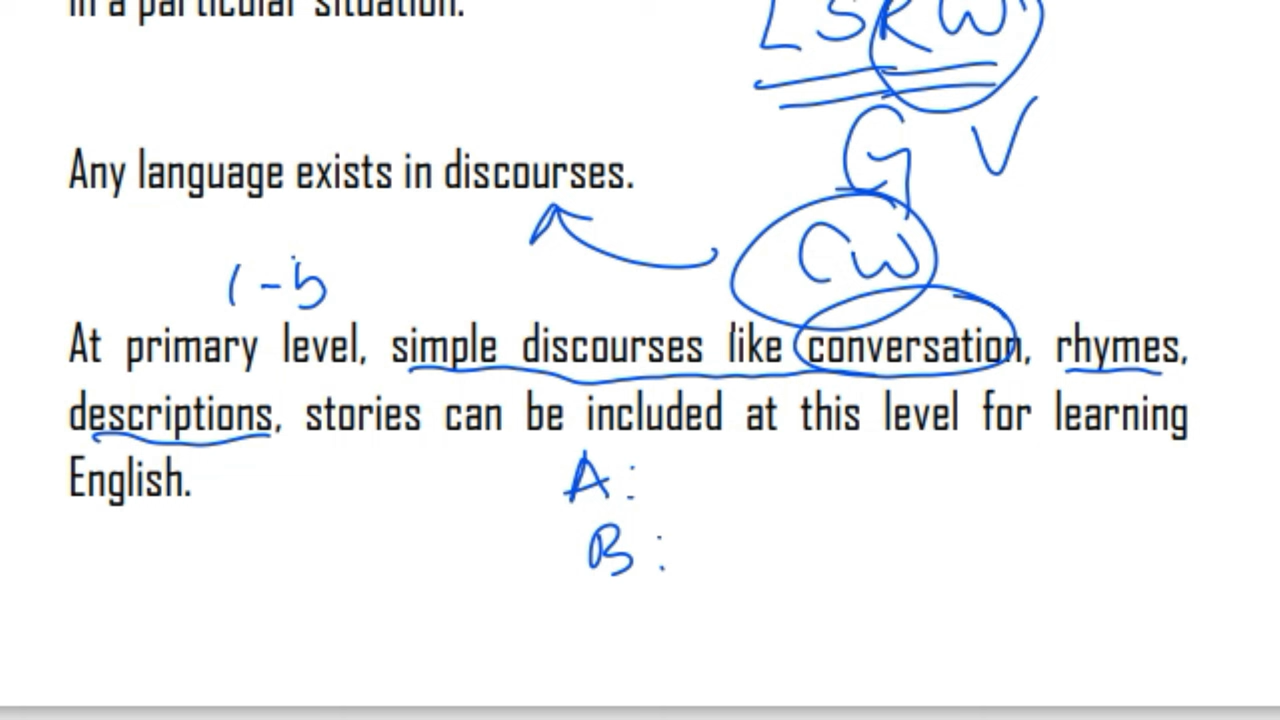 in a particular situation.
LSRW
G V
Any language exists in discourses.
CW
1-5
At primary level, simple discourses like conversation, rhymes,
descriptions, stories can be included at this level for learning
English.
A:
B: